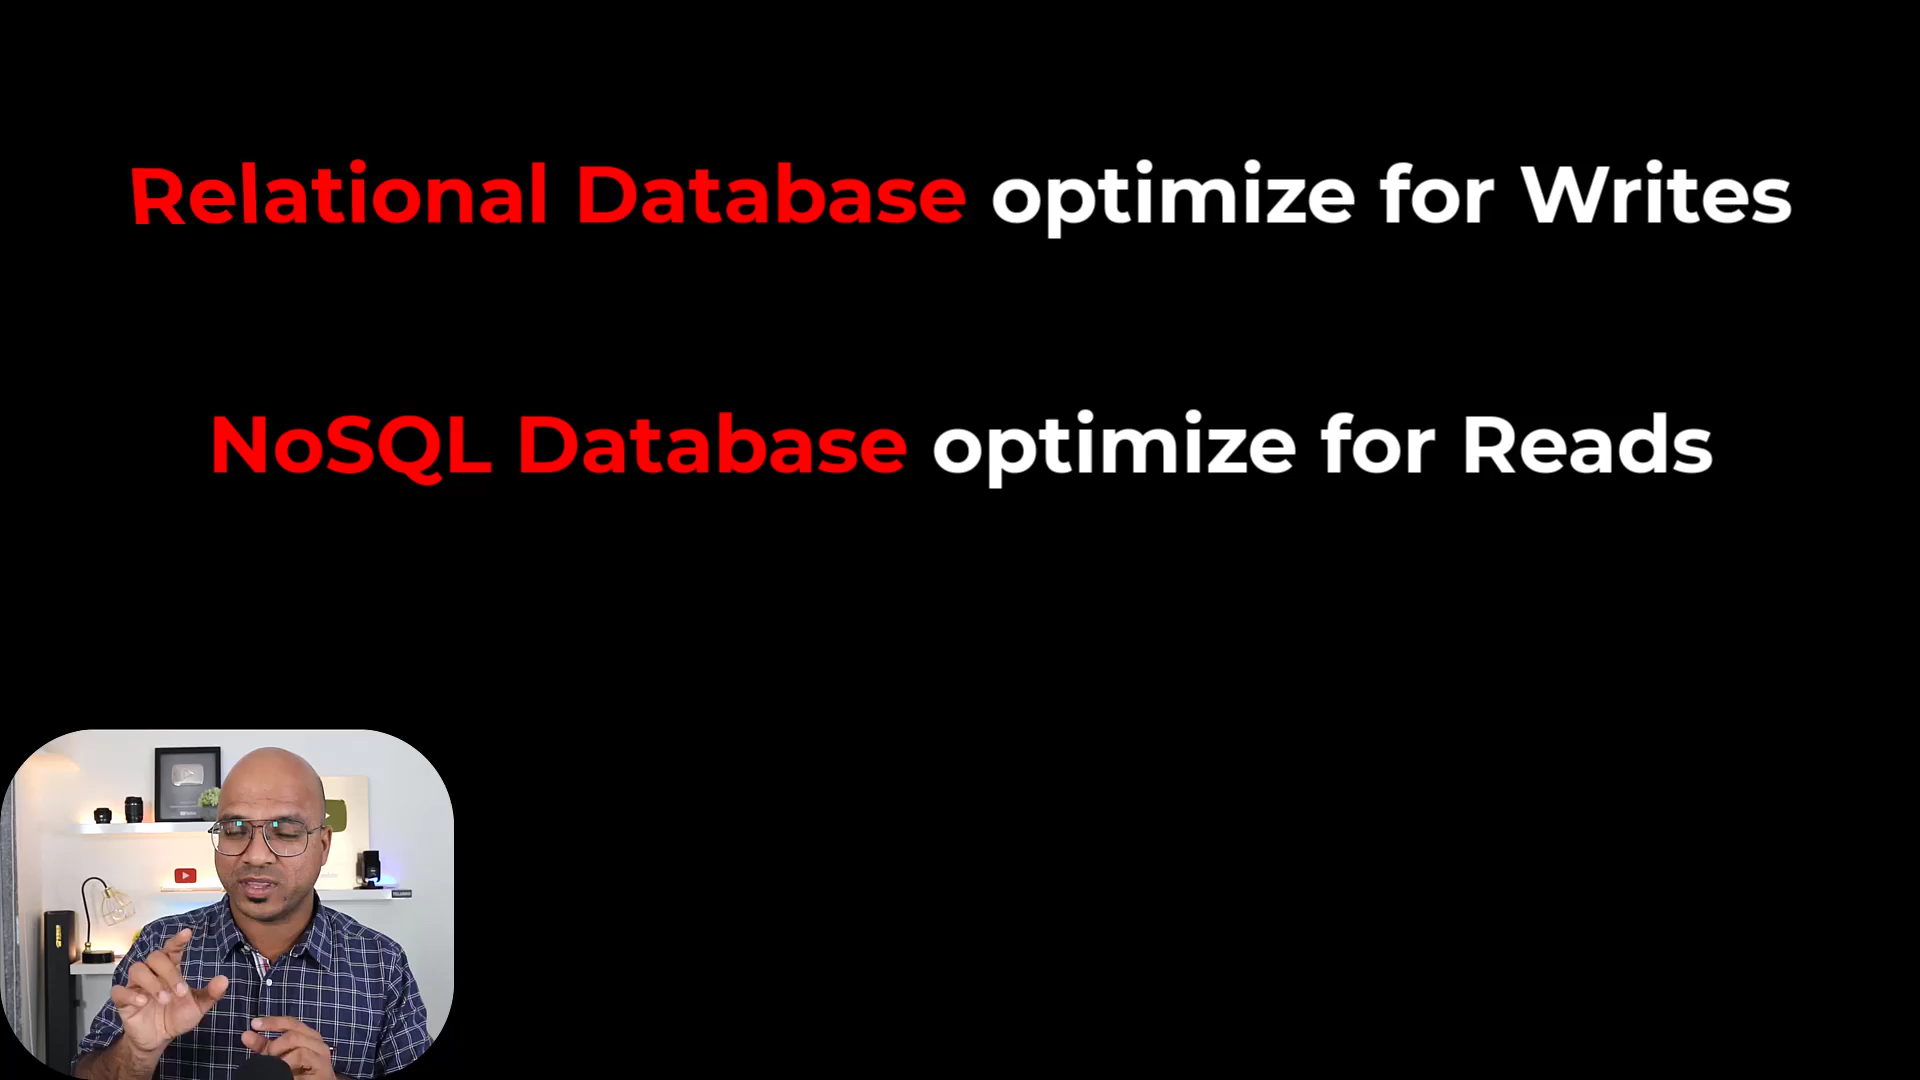 Relational Database optimize for Writes
NoSQL Database optimize for Reads